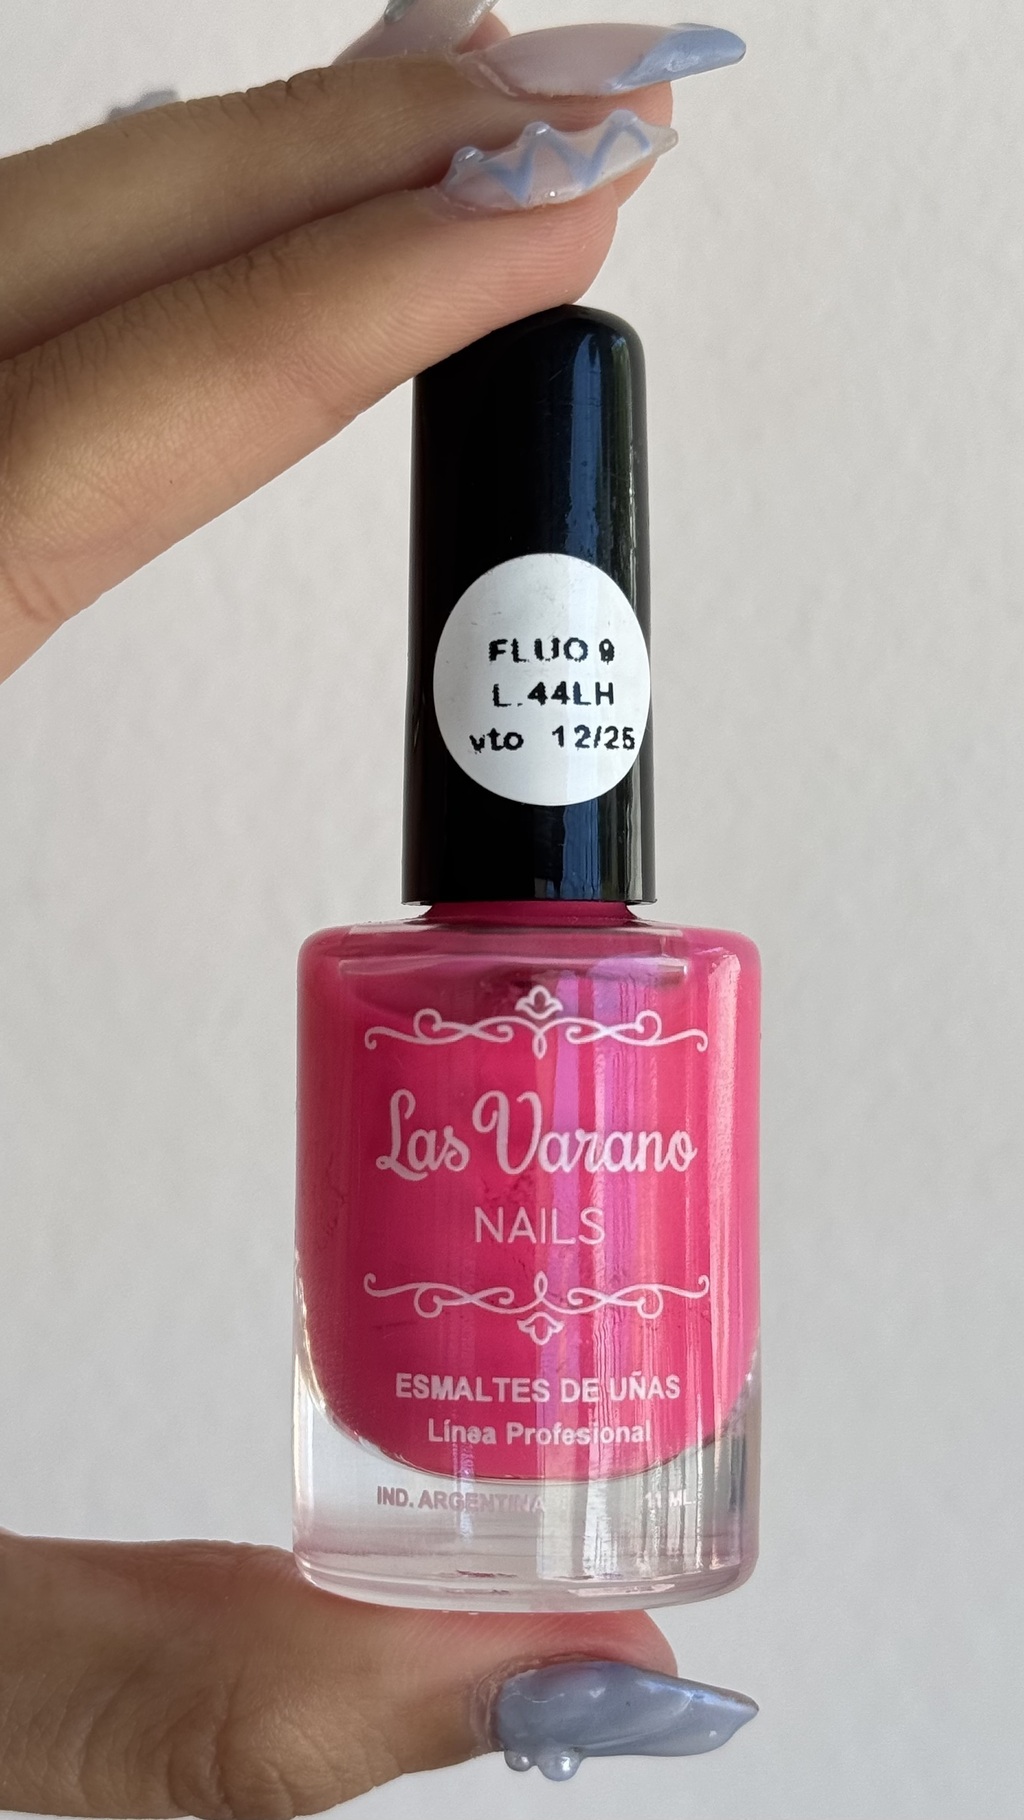 FLUO 9
L.44LH
vto 12/25
Las Varano
NAILS
ESMALTES DE UÑAS
Línea Profesional
IND. ARGENTINA 11 ML.